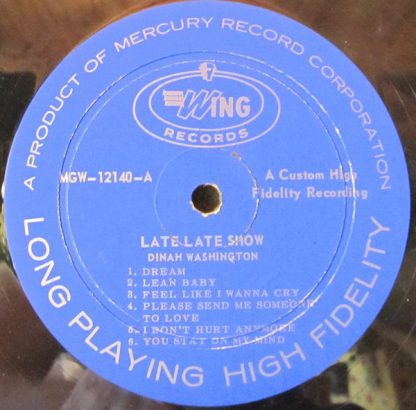 A PRODUCT OF MERCURY RECORD CORPORATION
WING
RECORDS
MGW-12140-A
A Custom High
Fidelity Recording
LATE LATE SHOW
DINAH WASHINGTON
1. DREAM
2. LEAN BABY
3. FEEL LIKE I WANNA CRY
4. PLEASE SEND ME SOMEONE
TO LOVE
5. I DON'T HURT ANYMORE
6. YOU STAY ON MY MIND
LONG PLAYING HIGH FIDELITY